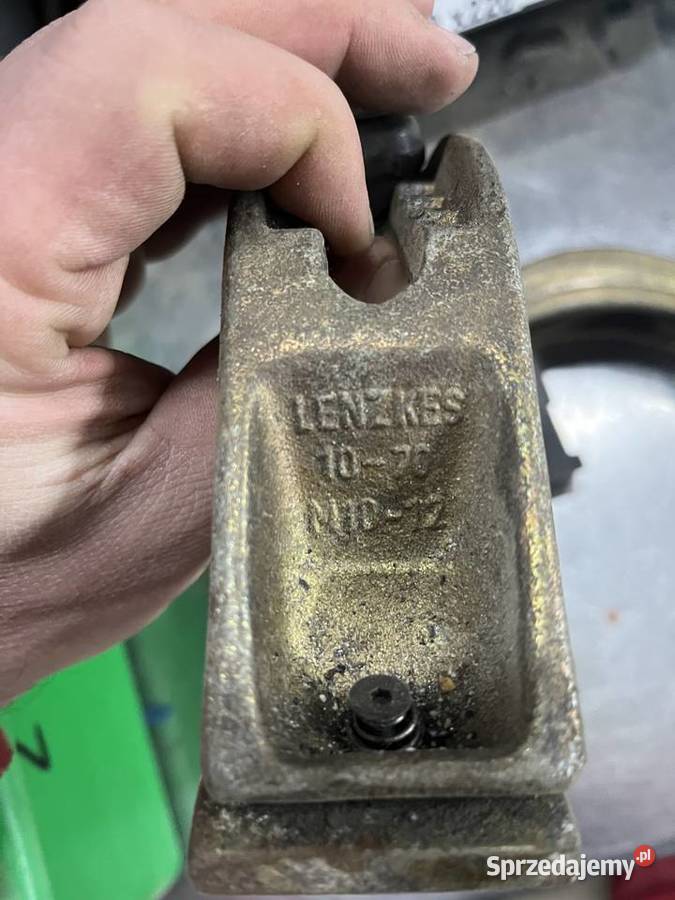 LENZKES
10-70
M10-12
Sprzedajemy.pl